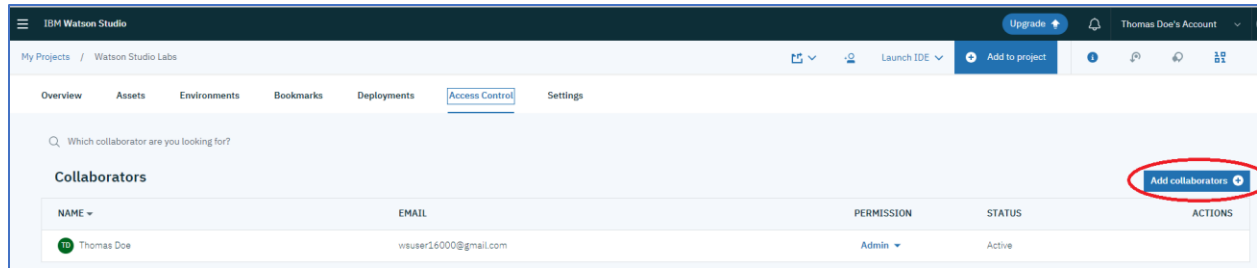 IBM Watson Studio Upgrade Thomas Doe's Account
My Projects / Watson Studio Labs Launch IDE Add to project
Overview Assets Environments Bookmarks Deployments Access Control Settings
Which collaborator are you looking for?
Collaborators Add collaborators
NAME EMAIL PERMISSION STATUS ACTIONS
TD Thomas Doe wsuser16000@gmail.com Admin Active